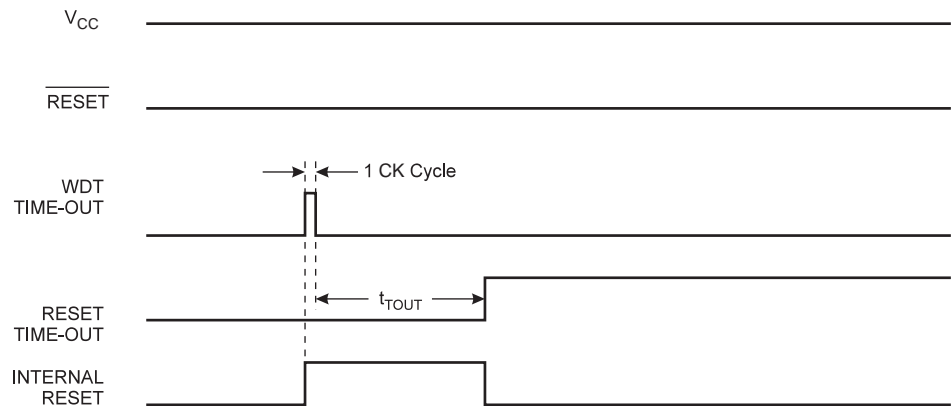 VCC
RESET
1 CK Cycle
WDT
TIME-OUT
tTOUT
RESET
TIME-OUT
INTERNAL
RESET